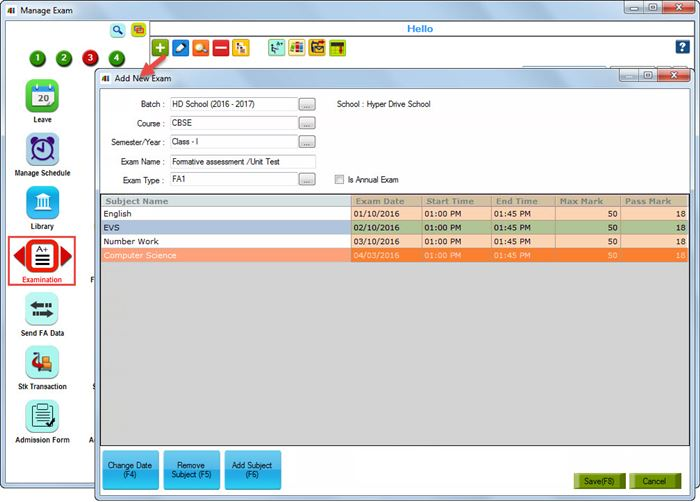 Manage Exam
Hello
1 2 3 4
?
Add New Exam
Batch : HD School (2016 - 2017) ... School : Hyper Drive School
Course : CBSE ...
Semester/Year : Class - I ...
Exam Name : Formative assessment /Unit Test
Exam Type : FA1 ... Is Annual Exam
Subject Name Exam Date Start Time End Time Max Mark Pass Mark
English 01/10/2016 01:00 PM 01:45 PM 50 18
EVS 02/10/2016 01:00 PM 01:45 PM 50 18
Number Work 03/10/2016 01:00 PM 01:45 PM 50 18
Computer Science 04/03/2016 01:00 PM 01:45 PM 50 18
20
Leave
Manage Schedule
Library
A+
Examination
Send FA Data
Stk Transaction
Admission Form
Change Date
(F4)
Remove
Subject (F5)
Add Subject
(F6)
Save(F8)
Cancel